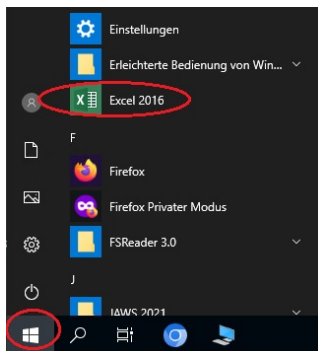 Einstellungen
Erleichterte Bedienung von Win...
Excel 2016
F
Firefox
Firefox Privater Modus
FSReader 3.0
J
JAWS 2021